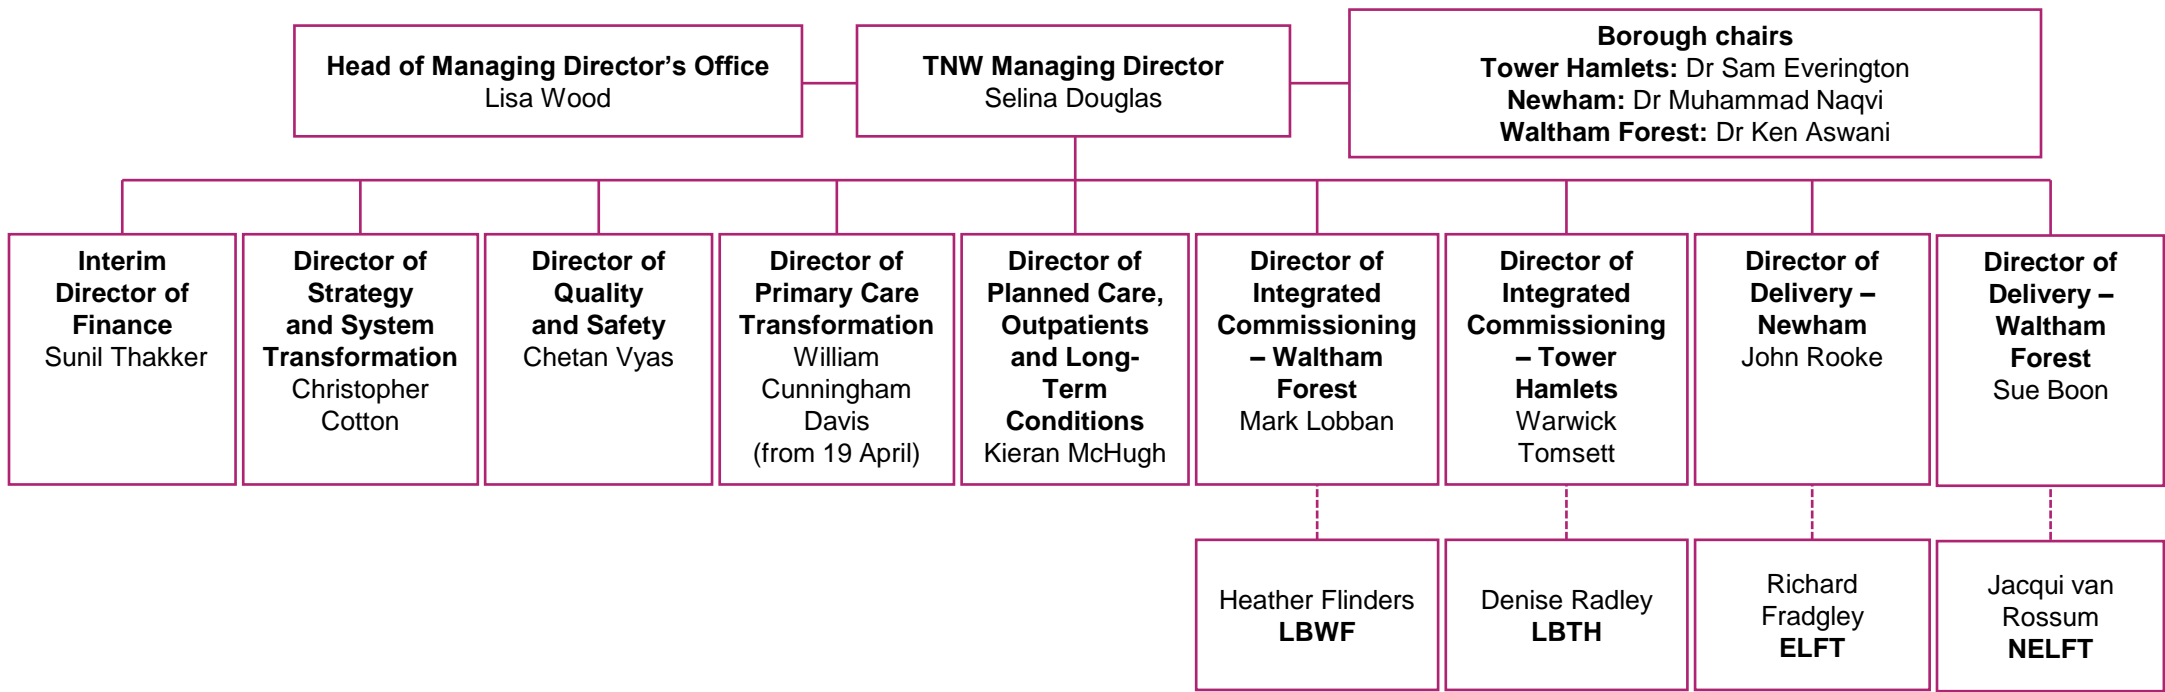 Head of Managing Director’s Office
Lisa Wood
TNW Managing Director
Selina Douglas
Borough chairs
Tower Hamlets: Dr Sam Everington
Newham: Dr Muhammad Naqvi
Waltham Forest: Dr Ken Aswani
Interim
Director of
Finance
Sunil Thakker
Director of
Strategy
and System
Transformation
Christopher
Cotton
Director of
Quality
and Safety
Chetan Vyas
Director of
Primary Care
Transformation
William
Cunningham
Davis
(from 19 April)
Director of
Planned Care,
Outpatients
and Long-
Term
Conditions
Kieran McHugh
Director of
Integrated
Commissioning
– Waltham
Forest
Mark Lobban
Director of
Integrated
Commissioning
– Tower
Hamlets
Warwick
Tomsett
Director of
Delivery –
Newham
John Rooke
Director of
Delivery –
Waltham
Forest
Sue Boon
Heather Flinders
LBWF
Denise Radley
LBTH
Richard
Fradgley
ELFT
Jacqui van
Rossum
NELFT